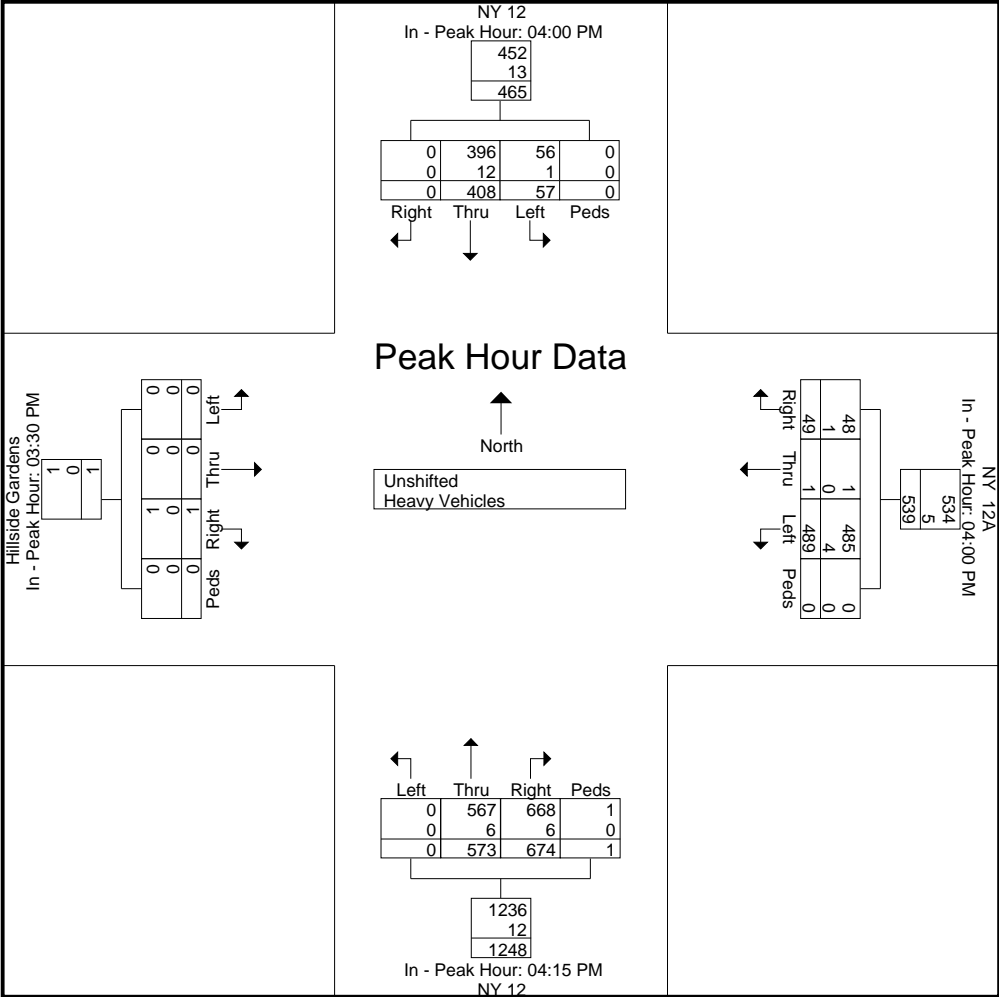 NY 12
In - Peak Hour: 04:00 PM
452
13
465
0 396 56 0
0 12 1 0
0 408 57 0
Right Thru Left Peds
Peak Hour Data
North
Unshifted
Heavy Vehicles
Hillside Gardens
In - Peak Hour: 03:30 PM
1
0
1
Left 0 0 0
Thru 0 0 0
Right 1 0 1
Peds 0 0 0
NY 12A
In - Peak Hour: 04:00 PM
534
5
539
Right 48 1 49
Thru 1 0 1
Left 485 4 489
Peds 0 0 0
Left Thru Right Peds
0 567 668 1
0 6 6 0
0 573 674 1
1236
12
1248
In - Peak Hour: 04:15 PM
NY 12